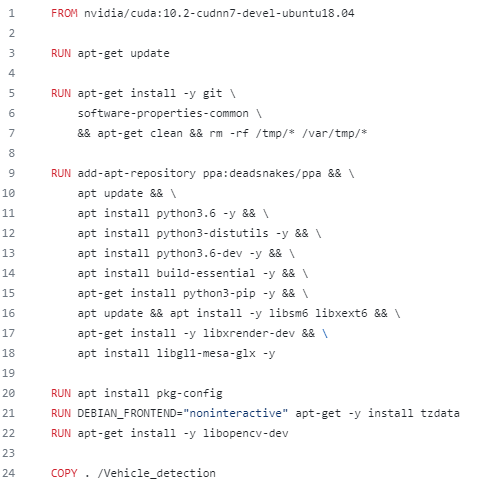 1 FROM nvidia/cuda:10.2-cudnn7-devel-ubuntu18.04
2
3 RUN apt-get update
4
5 RUN apt-get install -y git \
6     software-properties-common \
7     && apt-get clean && rm -rf /tmp/* /var/tmp/*
8
9 RUN add-apt-repository ppa:deadsnakes/ppa && \
10     apt update && \
11     apt install python3.6 -y && \
12     apt install python3-distutils -y && \
13     apt install python3.6-dev -y && \
14     apt install build-essential -y && \
15     apt-get install python3-pip -y && \
16     apt update && apt install -y libsm6 libxext6 && \
17     apt-get install -y libxrender-dev && \
18     apt install libgl1-mesa-glx -y
19
20 RUN apt install pkg-config
21 RUN DEBIAN_FRONTEND="noninteractive" apt-get -y install tzdata
22 RUN apt-get install -y libopencv-dev
23
24 COPY . /Vehicle_detection